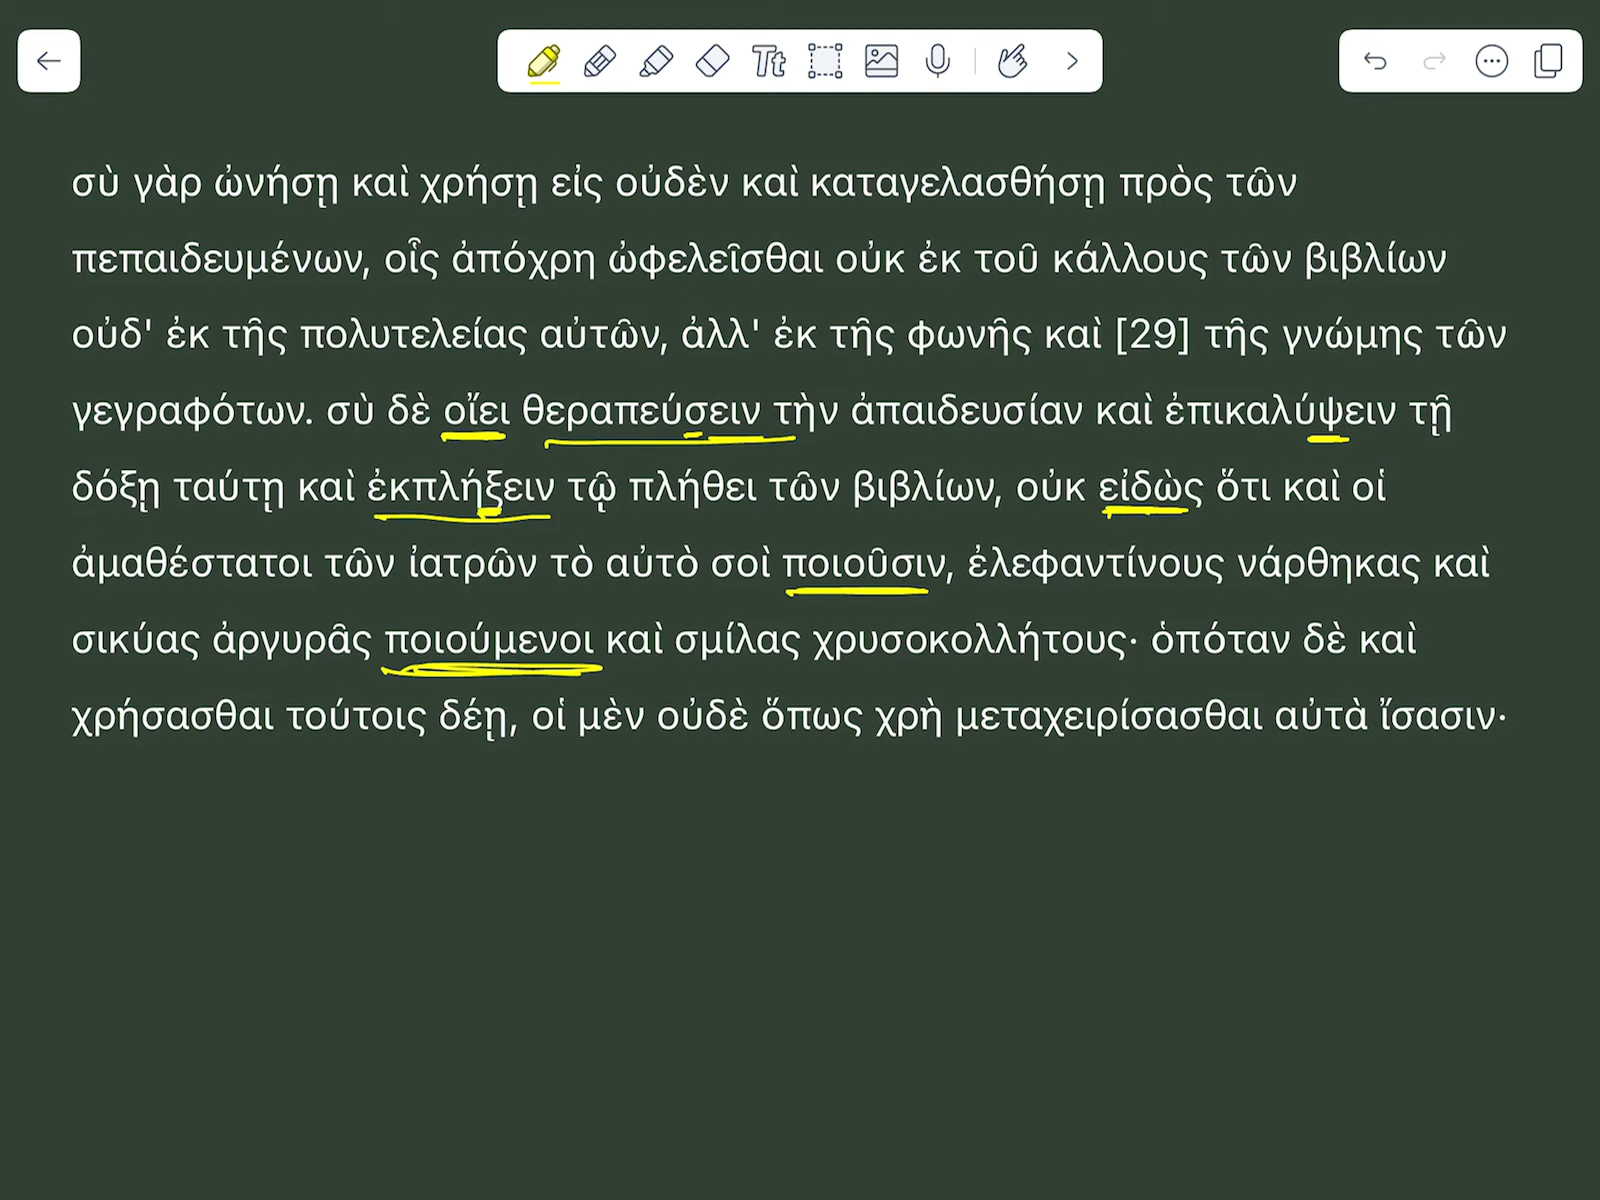 Tt
σὺ γὰρ ὠνήσῃ καὶ χρήσῃ εἰς οὐδὲν καὶ καταγελασθήσῃ πρὸς τῶν
πεπαιδευμένων, οἷς ἀπόχρη ὠφελεῖσθαι οὐκ ἐκ τοῦ κάλλους τῶν βιβλίων
οὐδ' ἐκ τῆς πολυτελείας αὐτῶν, ἀλλ' ἐκ τῆς φωνῆς καὶ [29] τῆς γνώμης τῶν
γεγραφότων. σὺ δὲ οἴει θεραπεύσειν τὴν ἀπαιδευσίαν καὶ ἐπικαλύψειν τῇ
δόξῃ ταύτῃ καὶ ἐκπλήξειν τῷ πλήθει τῶν βιβλίων, οὐκ εἰδὼς ὅτι καὶ οἱ
ἀμαθέστατοι τῶν ἰατρῶν τὸ αὐτὸ σοὶ ποιοῦσιν, ἐλεφαντίνους νάρθηκας καὶ
σικύας ἀργυρᾶς ποιούμενοι καὶ σμίλας χρυσοκολλήτους· ὁπόταν δὲ καὶ
χρήσασθαι τούτοις δέῃ, οἱ μὲν οὐδὲ ὅπως χρὴ μεταχειρίσασθαι αὐτὰ ἴσασιν·